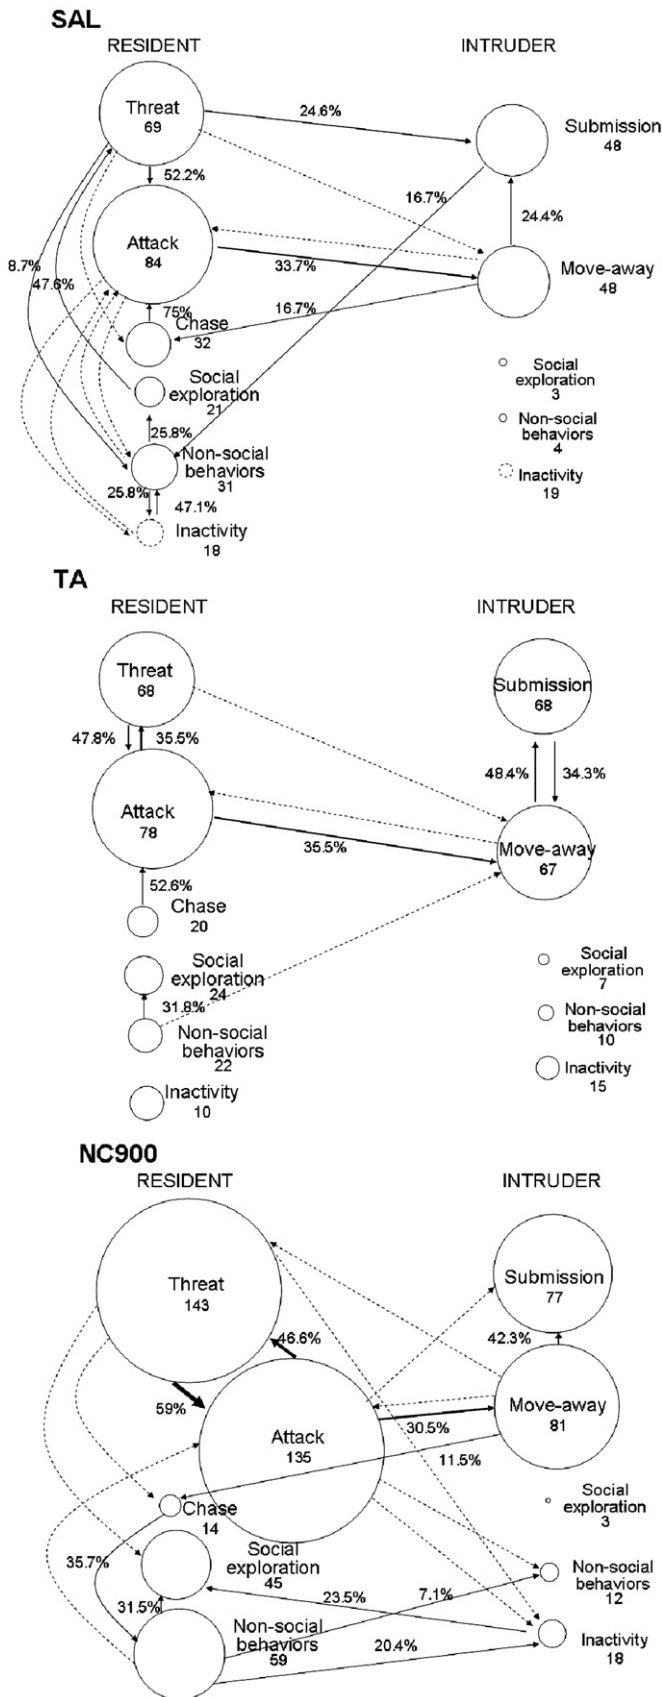 SAL
RESIDENT INTRUDER
Threat
69
24.6%
Submission
48
52.2%
16.7%
24.4%
Attack
84
33.7%
Move-away
48
8.7%
47.6%
75%
16.7%
Chase
32
Social
exploration
21
Social
exploration
3
25.8%
Non-social
behaviors
31
Non-social
behaviors
4
25.8%
47.1%
Inactivity
19
Inactivity
18
TA
RESIDENT INTRUDER
Threat
68
Submission
68
47.8%
35.5%
48.4%
34.3%
Attack
78
35.5%
Move-away
67
52.6%
Chase
20
Social
exploration
24
Social
exploration
7
31.8%
Non-social
behaviors
22
Non-social
behaviors
10
Inactivity
10
Inactivity
15
NC900
RESIDENT INTRUDER
Threat
143
Submission
77
46.6%
42.3%
59%
Attack
135
30.5%
Move-away
81
11.5%
Chase
14
Social
exploration
3
35.7%
Social
exploration
45
31.5%
23.5%
7.1%
Non-social
behaviors
12
Non-social
behaviors
59
20.4%
Inactivity
18